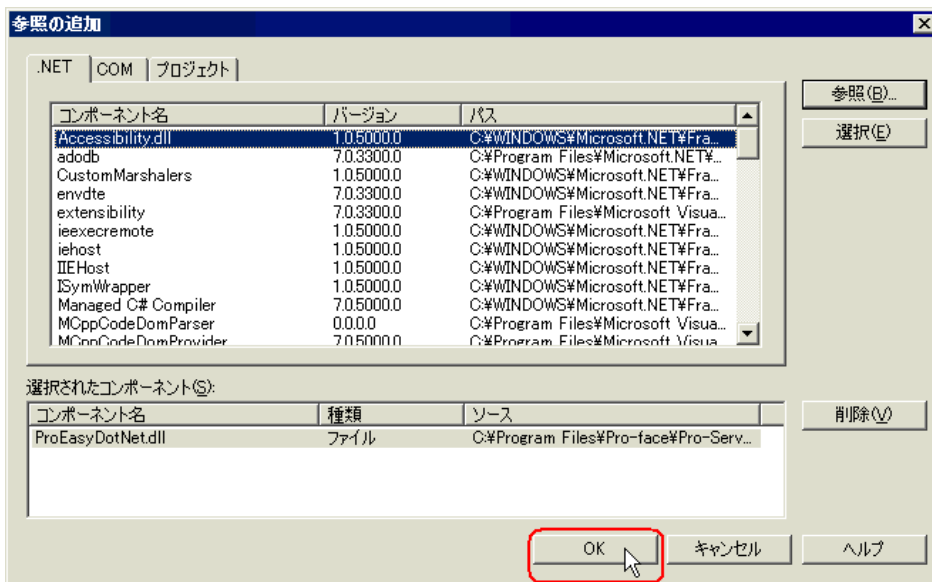 参照の追加
.NET COM プロジェクト
参照(B)...
コンポーネント名 バージョン パス
選択(E)
Accessibility.dll 1.0.5000.0 C:¥WINDOWS¥Microsoft.NET¥Fra...
adodb 7.0.3300.0 C:¥Program Files¥Microsoft.NET¥...
CustomMarshalers 1.0.5000.0 C:¥WINDOWS¥Microsoft.NET¥Fra...
envdte 7.0.3300.0 C:¥WINDOWS¥Microsoft.NET¥Fra...
extensibility 7.0.3300.0 C:¥Program Files¥Microsoft Visua...
ieexecremote 1.0.5000.0 C:¥WINDOWS¥Microsoft.NET¥Fra...
iehost 1.0.5000.0 C:¥WINDOWS¥Microsoft.NET¥Fra...
IIEHost 1.0.5000.0 C:¥WINDOWS¥Microsoft.NET¥Fra...
ISymWrapper 1.0.5000.0 C:¥WINDOWS¥Microsoft.NET¥Fra...
Managed C# Compiler 7.0.5000.0 C:¥WINDOWS¥Microsoft.NET¥Fra...
MCppCodeDomParser 0.0.0.0 C:¥Program Files¥Microsoft Visua...
MCppCodeDomProvider 7.0.5000.0 C:¥Program Files¥Microsoft Visua...
選択されたコンポーネント(S):
コンポーネント名 種類 ソース
削除(V)
ProEasyDotNet.dll ファイル C:¥Program Files¥Pro-face¥Pro-Serv...
OK キャンセル ヘルプ